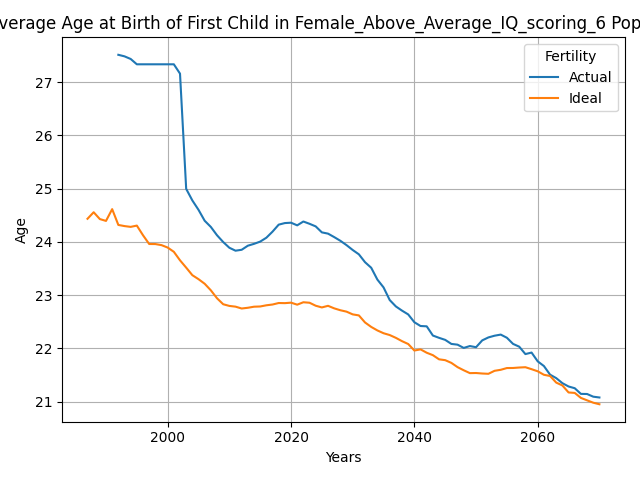 verage Age at Birth of First Child in Female_Above_Average_IQ_scoring_6 Pop
Fertility
Actual
Ideal
27
26
25
24
23
22
21
Age
2000
2020
2040
2060
Years